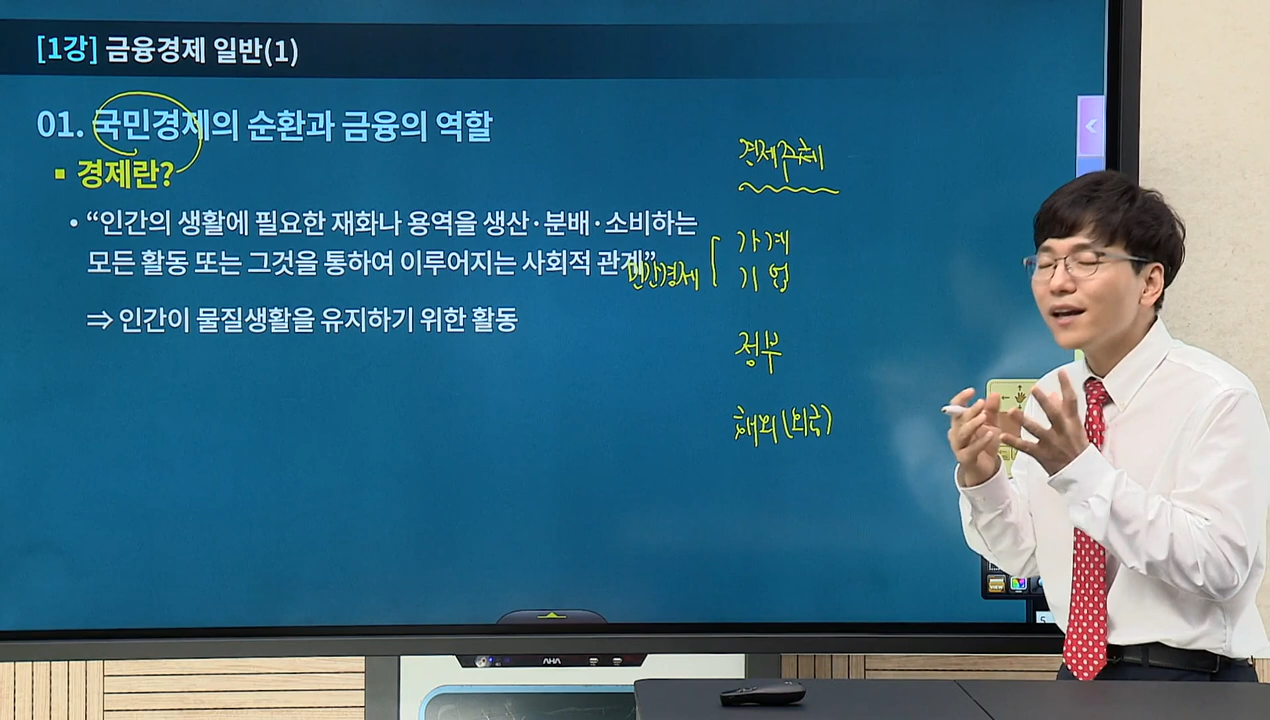 [1강] 금융경제 일반(1)
01. 국민경제의 순환과 금융의 역할
▪ 경제란?
• “인간의 생활에 필요한 재화나 용역을 생산·분배·소비하는
모든 활동 또는 그것을 통하여 이루어지는 사회적 관계”
⇒ 인간이 물질생활을 유지하기 위한 활동
경제주체
민간경제
가계
기업
정부
해외(외국)
AHA
5